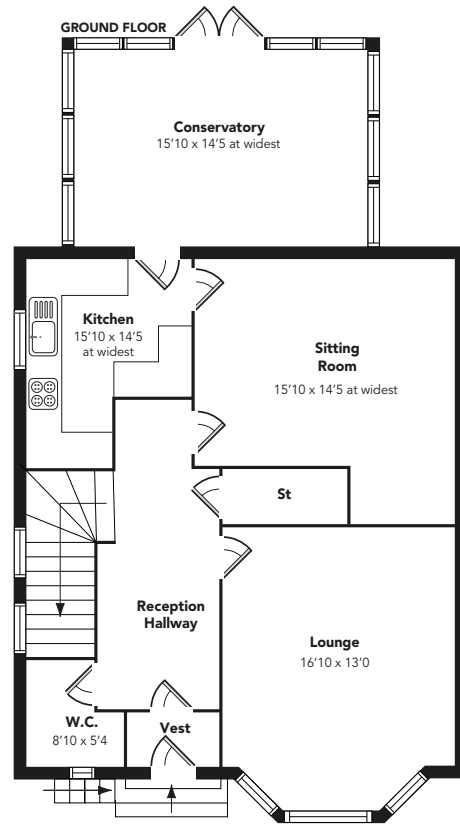 GROUND FLOOR
Conservatory
15'10 x 14'5 at widest
Kitchen
15'10 x 14'5
at widest
Sitting
Room
15'10 x 14'5 at widest
St
Reception
Hallway
Lounge
16'10 x 13'0
W.C.
8'10 x 5'4
Vest